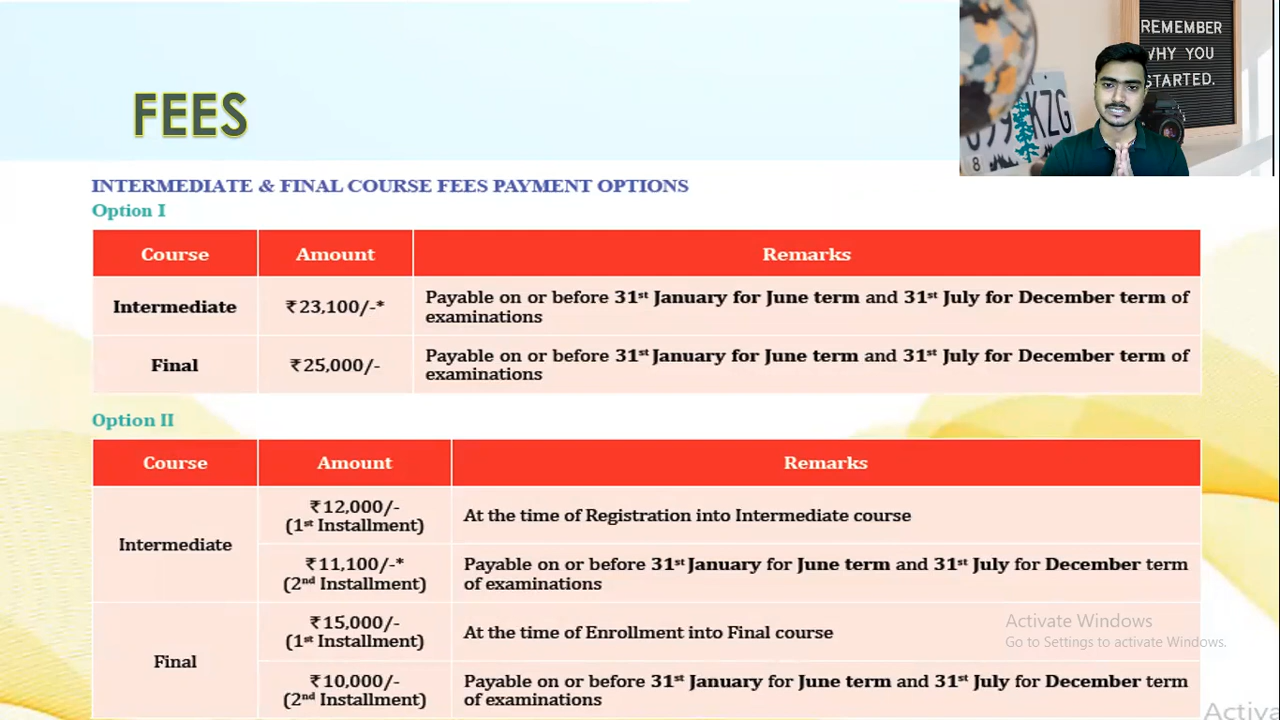 REMEMBER
WHY YOU
STARTED.
KZG
8
FEES
INTERMEDIATE & FINAL COURSE FEES PAYMENT OPTIONS
Option I
Course Amount Remarks
Intermediate ₹23,100/-* Payable on or before 31st January for June term and 31st July for December term of
examinations
Final ₹25,000/- Payable on or before 31st January for June term and 31st July for December term of
examinations
Option II
Course Amount Remarks
Intermediate
₹12,000/-
(1st Installment)
At the time of Registration into Intermediate course
₹11,100/-*
(2nd Installment)
Payable on or before 31st January for June term and 31st July for December term
of examinations
Final
₹15,000/-
(1st Installment)
At the time of Enrollment into Final course
₹10,000/-
(2nd Installment)
Payable on or before 31st January for June term and 31st July for December term
of examinations
Activate Windows
Go to Settings to activate Windows.
Activa